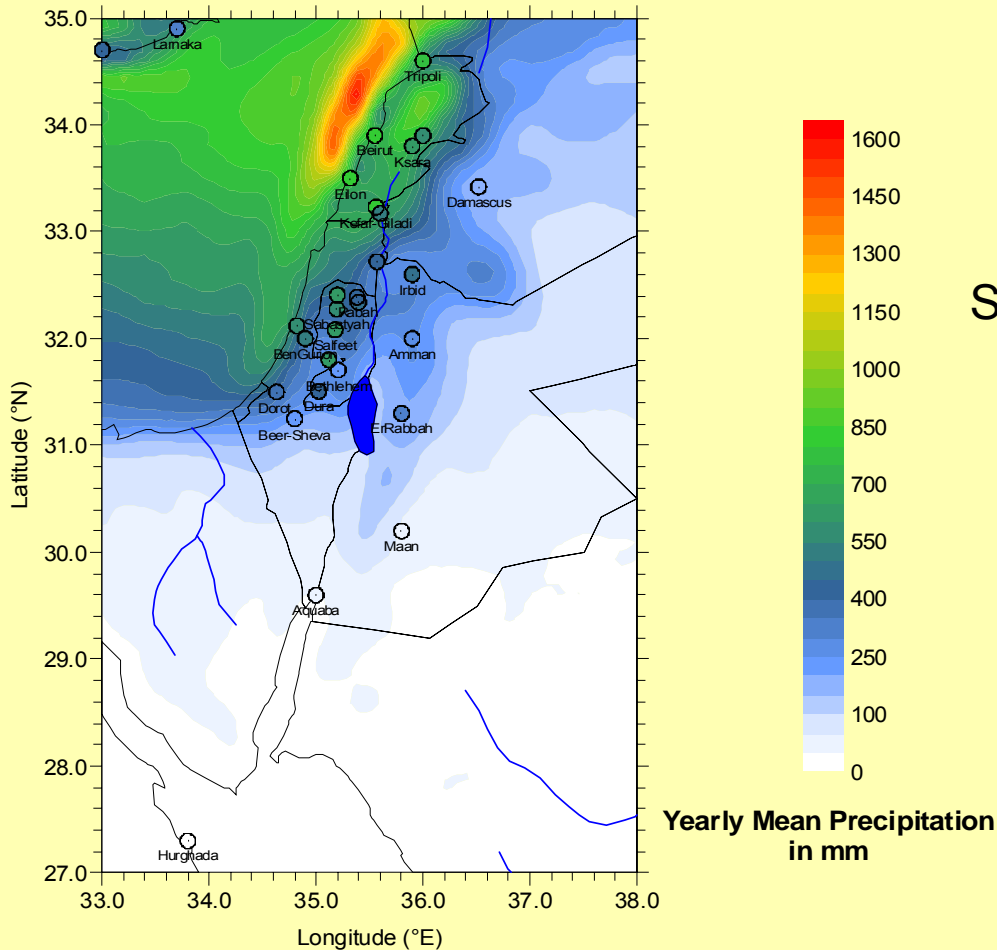 35.0
34.0
33.0
32.0
31.0
30.0
29.0
28.0
27.0
Latitude (°N)
33.0 34.0 35.0 36.0 37.0 38.0
Longitude (°E)
Larnaka
Tripoli
Beirut
Ksara
Eilon
Damascus
Kefar-Giladi
Irbid
Rabah
Sabastyah
Salfeet
BenGurion
Amman
Bethlehem
Dorot
Dura
Beer-Sheva
ErRabbah
Maan
Aquaba
Hurghada
1600
1450
1300
1150
1000
850
700
550
400
250
100
0
Yearly Mean Precipitation
in mm
S